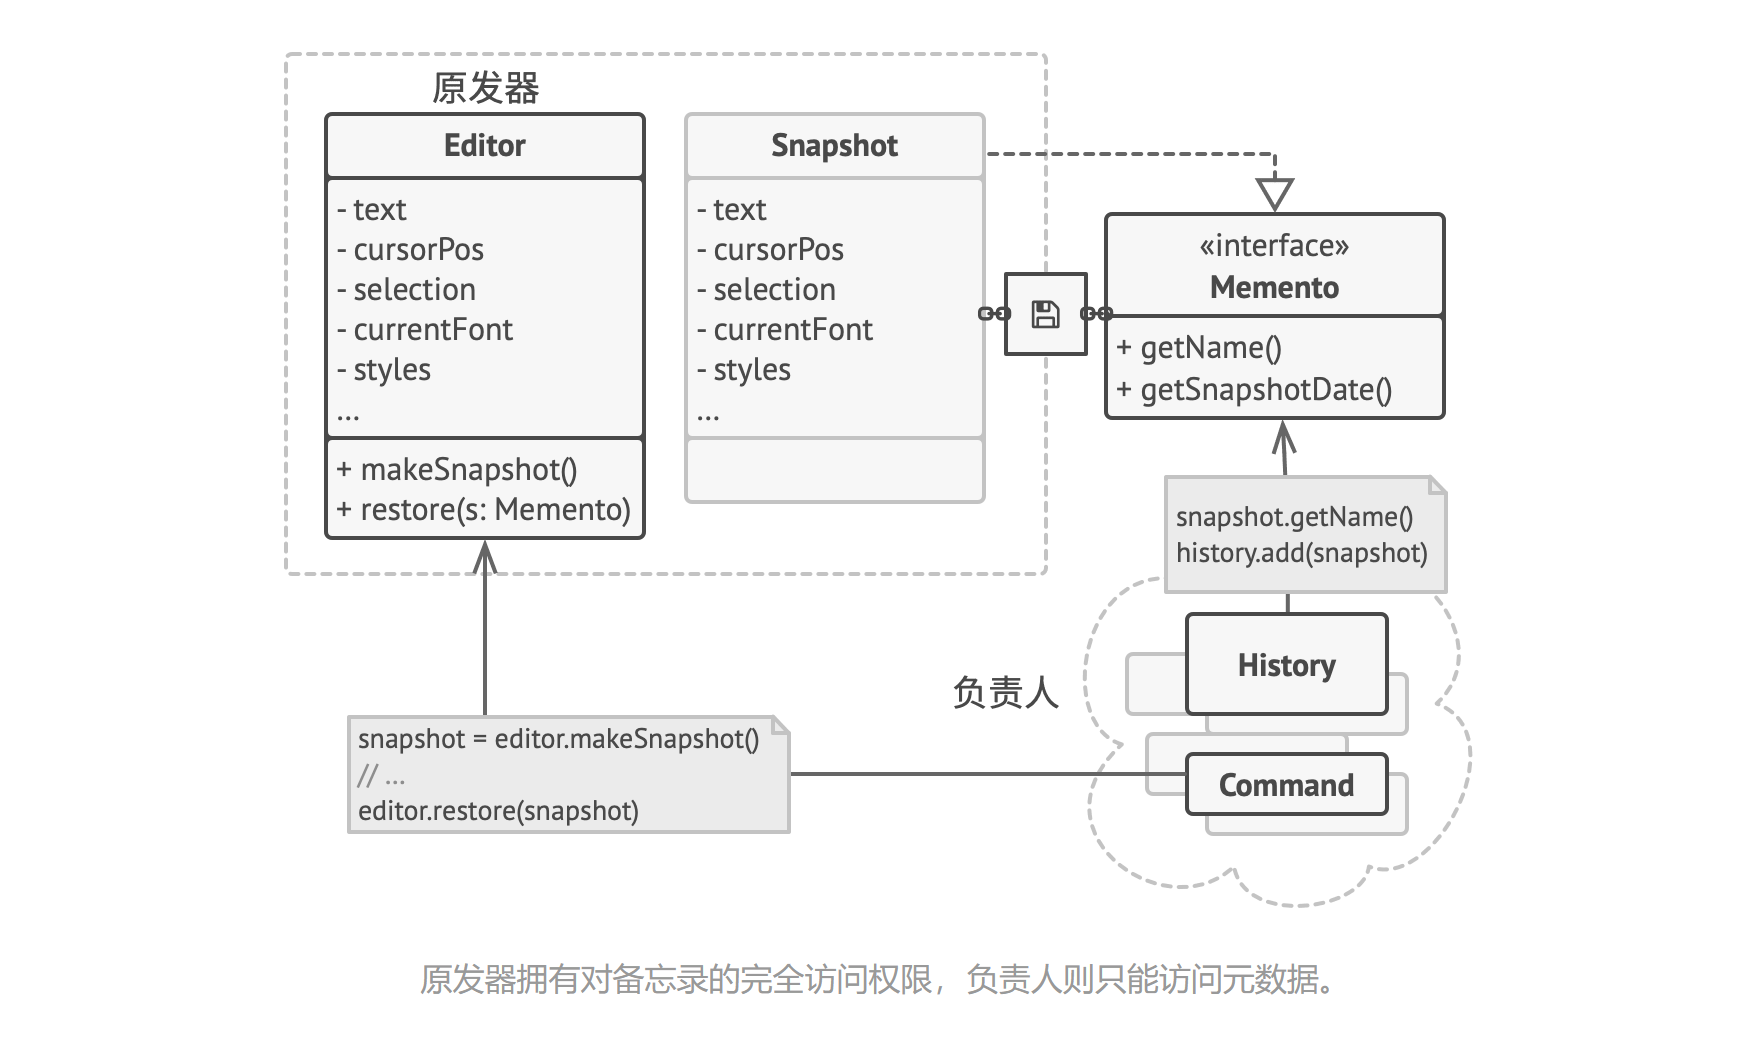 原发器
Editor
- text
- cursorPos
- selection
- currentFont
- styles
...
+ makeSnapshot()
+ restore(s: Memento)
Snapshot
- text
- cursorPos
- selection
- currentFont
- styles
...
«interface»
Memento
+ getName()
+ getSnapshotDate()
snapshot.getName()
history.add(snapshot)
负责人
History
Command
snapshot = editor.makeSnapshot()
// ...
editor.restore(snapshot)
原发器拥有对备忘录的完全访问权限，负责人则只能访问元数据。